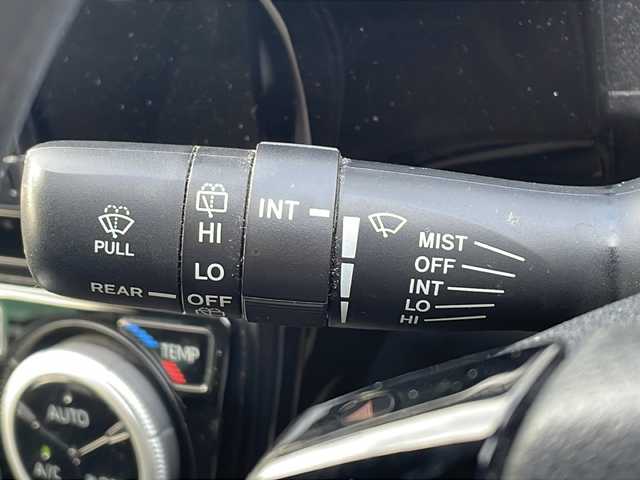 PULL
REAR
HI
LO
OFF
INT
MIST
OFF
INT
LO
HI
TEMP
AUTO
A/C